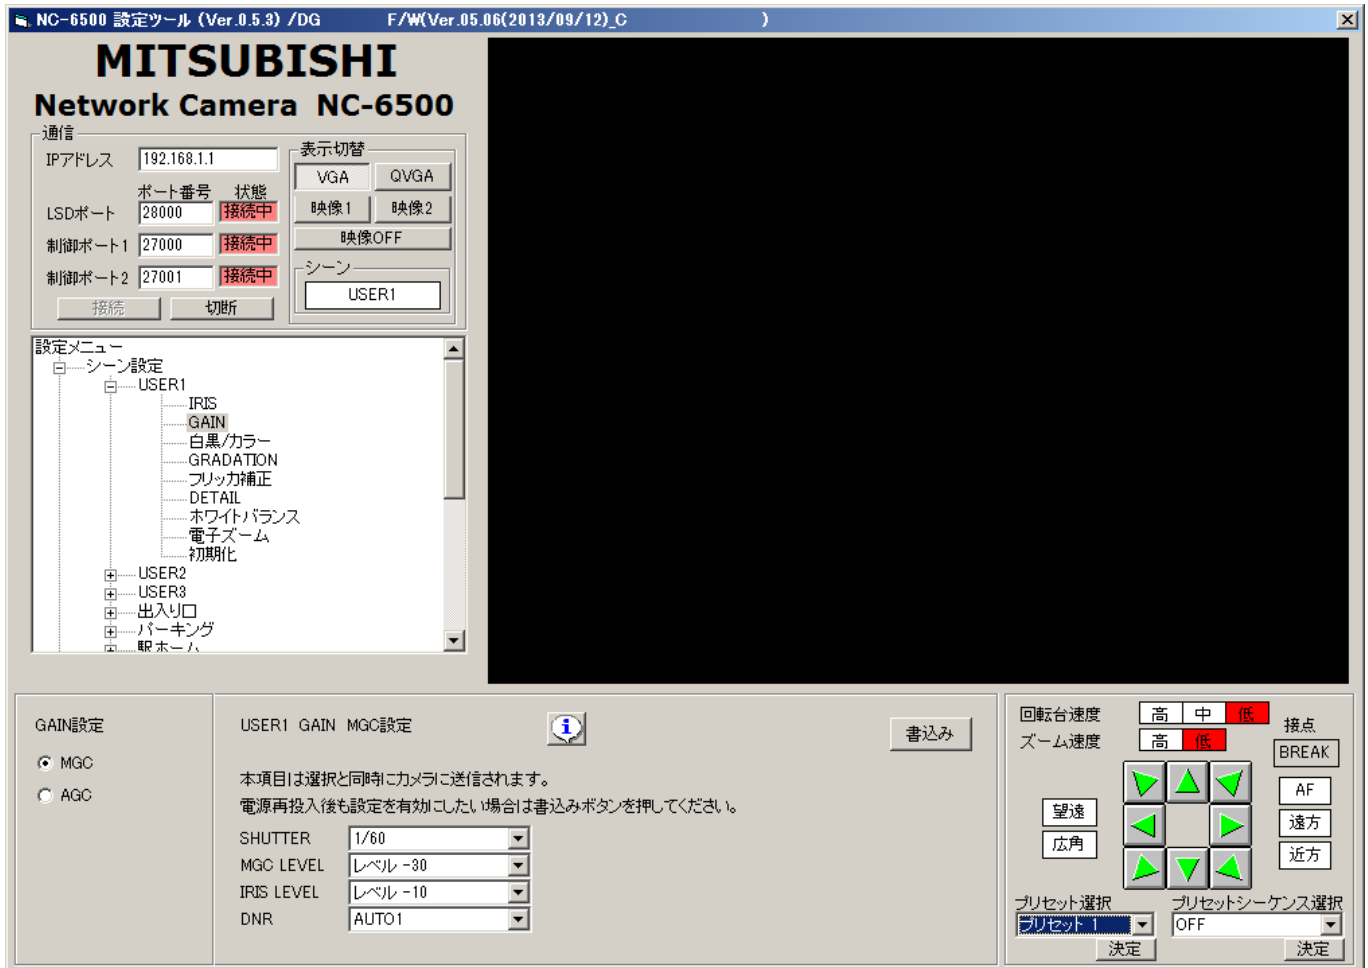 NC-6500 設定ツール (Ver.0.5.3) /DG F/W(Ver.05.06(2013/09/12)_C )
MITSUBISHI
Network Camera NC-6500
通信
IPアドレス 192.168.1.1
ポート番号 状態
LSDポート 28000 接続中
制御ポート1 27000 接続中
制御ポート2 27001 接続中
接続 切断
表示切替
VGA QVGA
映像1 映像2
映像OFF
シーン
USER1
設定メニュー
シーン設定
USER1
IRIS
GAIN
白黒/カラー
GRADATION
フリッカ補正
DETAIL
ホワイトバランス
電子ズーム
初期化
USER2
USER3
出入り口
パーキング
駅ホーム
GAIN設定
MGC
AGC
USER1 GAIN MGC設定
書込み
本項目は選択と同時にカメラに送信されます。
電源再投入後も設定を有効にしたい場合は書込みボタンを押してください。
SHUTTER 1/60
MGC LEVEL レベル -30
IRIS LEVEL レベル -10
DNR AUTO1
回転台速度 高 中 低
ズーム速度 高 低
接点
BREAK
望遠
広角
AF
遠方
近方
プリセット選択 プリセットシーケンス選択
プリセット 1 OFF
決定 決定